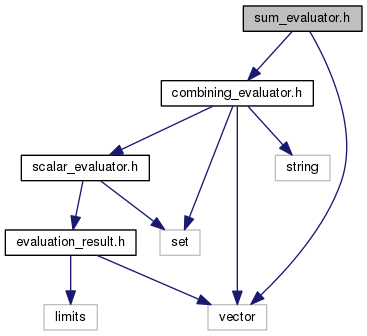 sum_evaluator.h
combining_evaluator.h
scalar_evaluator.h
string
evaluation_result.h
set
limits
vector